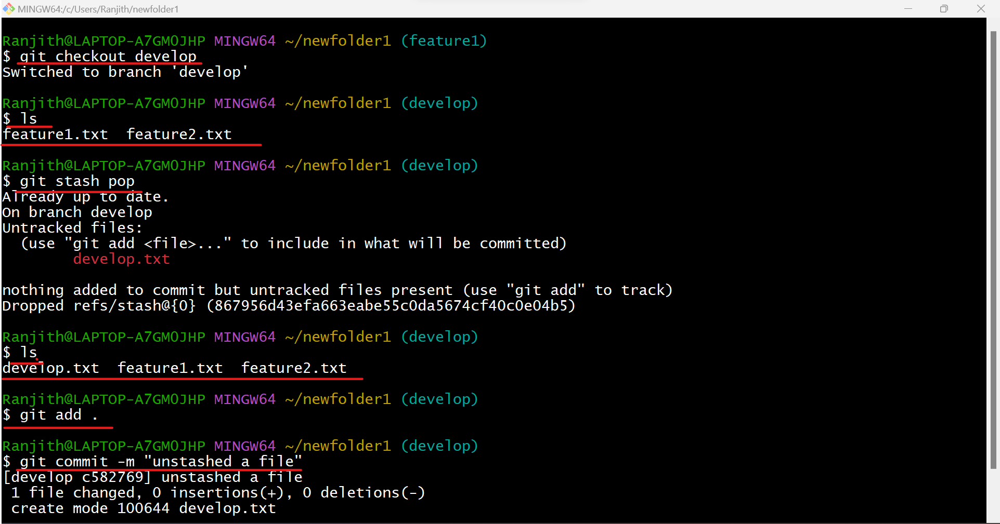 MINGW64:/c/Users/Ranjith/newfolder1
Ranjith@LAPTOP-A7GM0JHP MINGW64 ~/newfolder1 (feature1)
$ git checkout develop
Switched to branch 'develop'
Ranjith@LAPTOP-A7GM0JHP MINGW64 ~/newfolder1 (develop)
$ ls
feature1.txt  feature2.txt
Ranjith@LAPTOP-A7GM0JHP MINGW64 ~/newfolder1 (develop)
$ git stash pop
Already up to date.
On branch develop
Untracked files:
  (use "git add <file>..." to include in what will be committed)
        develop.txt
nothing added to commit but untracked files present (use "git add" to track)
Dropped refs/stash@{0} (867956d43efa663eabe55c0da5674cf40c0e04b5)
Ranjith@LAPTOP-A7GM0JHP MINGW64 ~/newfolder1 (develop)
$ ls
develop.txt  feature1.txt  feature2.txt
Ranjith@LAPTOP-A7GM0JHP MINGW64 ~/newfolder1 (develop)
$ git add .
Ranjith@LAPTOP-A7GM0JHP MINGW64 ~/newfolder1 (develop)
$ git commit -m "unstashed a file"
[develop c582769] unstashed a file
 1 file changed, 0 insertions(+), 0 deletions(-)
 create mode 100644 develop.txt